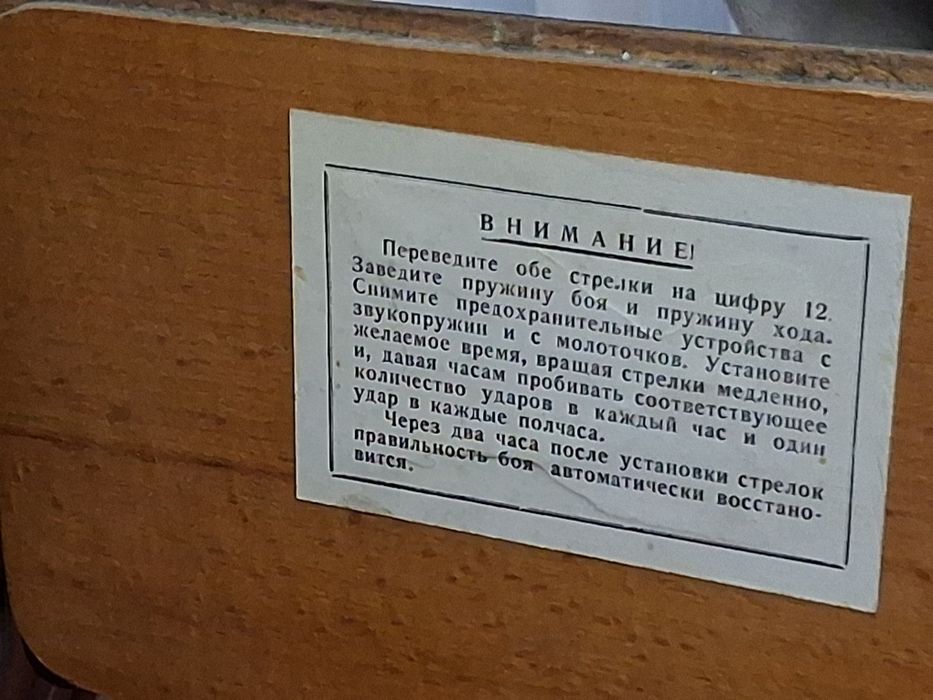 ВНИМАНИЕ!
Переведите обе стрелки на цифру 12.
Заведите пружину боя и пружину хода.
Снимите предохранительные устройства с
звукопружин и с молоточков. Установите
желаемое время, вращая стрелки медленно,
и, давая часам пробивать соответствующее
количество ударов в каждый час и один
удар в каждые полчаса.
Через два часа после установки стрелок
правильность боя автоматически восстано-
вится.